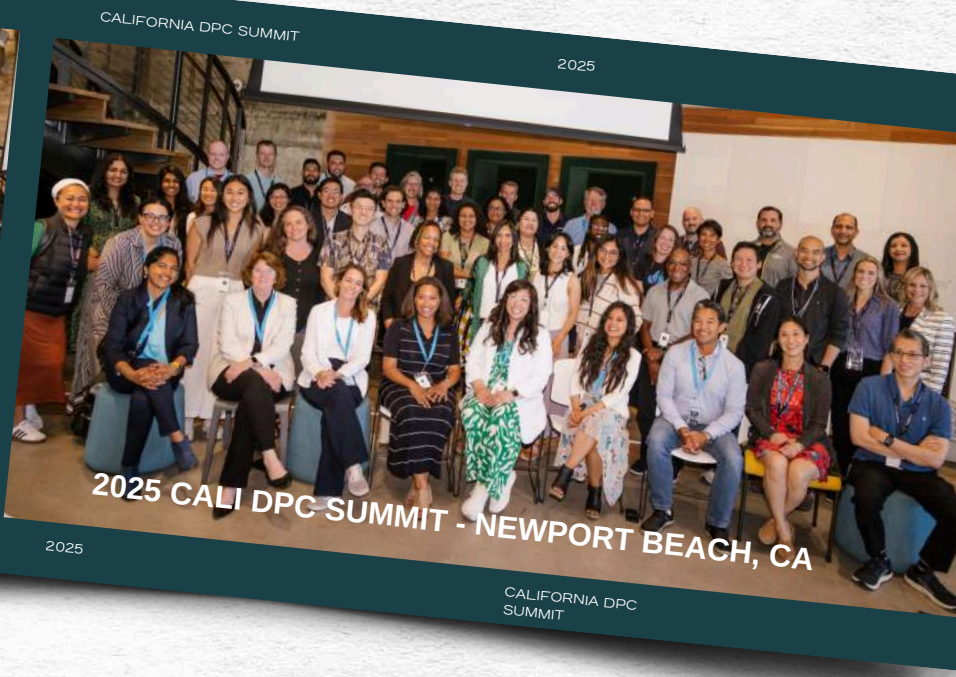 CALIFORNIA DPC SUMMIT
2025
2025 CALI DPC SUMMIT - NEWPORT BEACH, CA
2025
CALIFORNIA DPC
SUMMIT